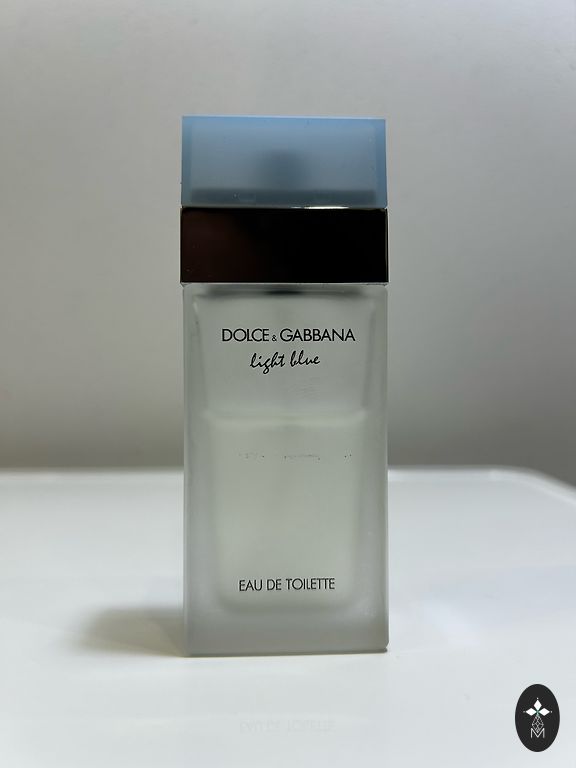 DOLCE & GABBANA
light blue
EAU DE TOILETTE
M